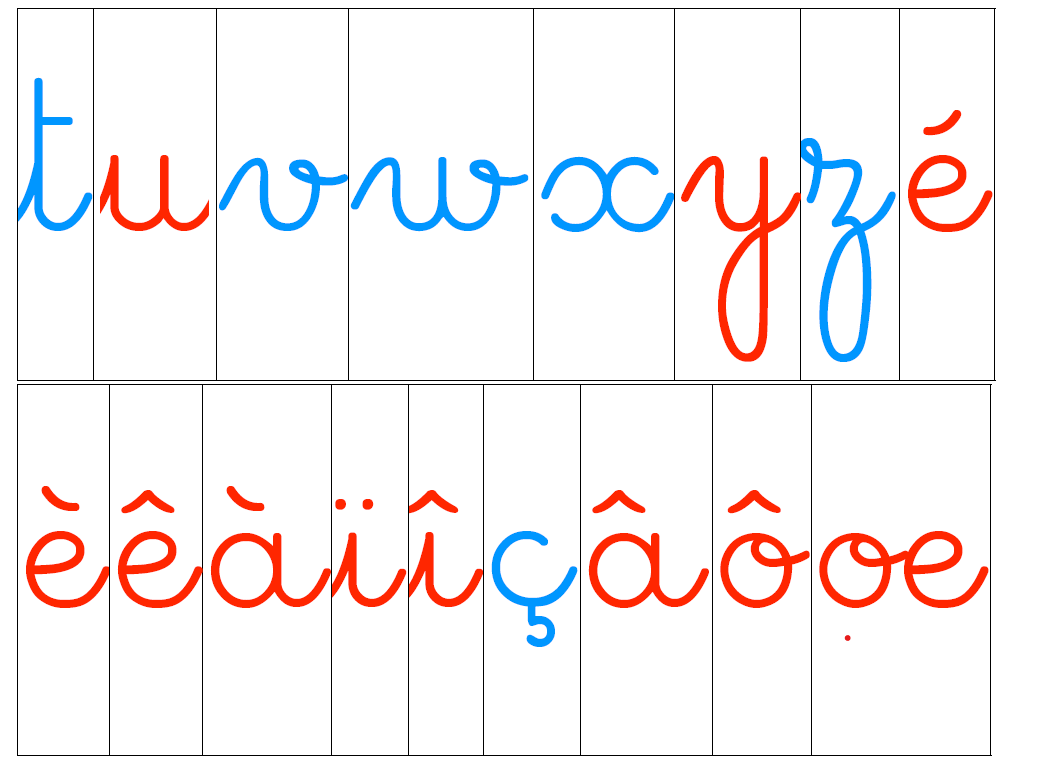 t u v w x y z é
è ê à ï î ç â ô œ